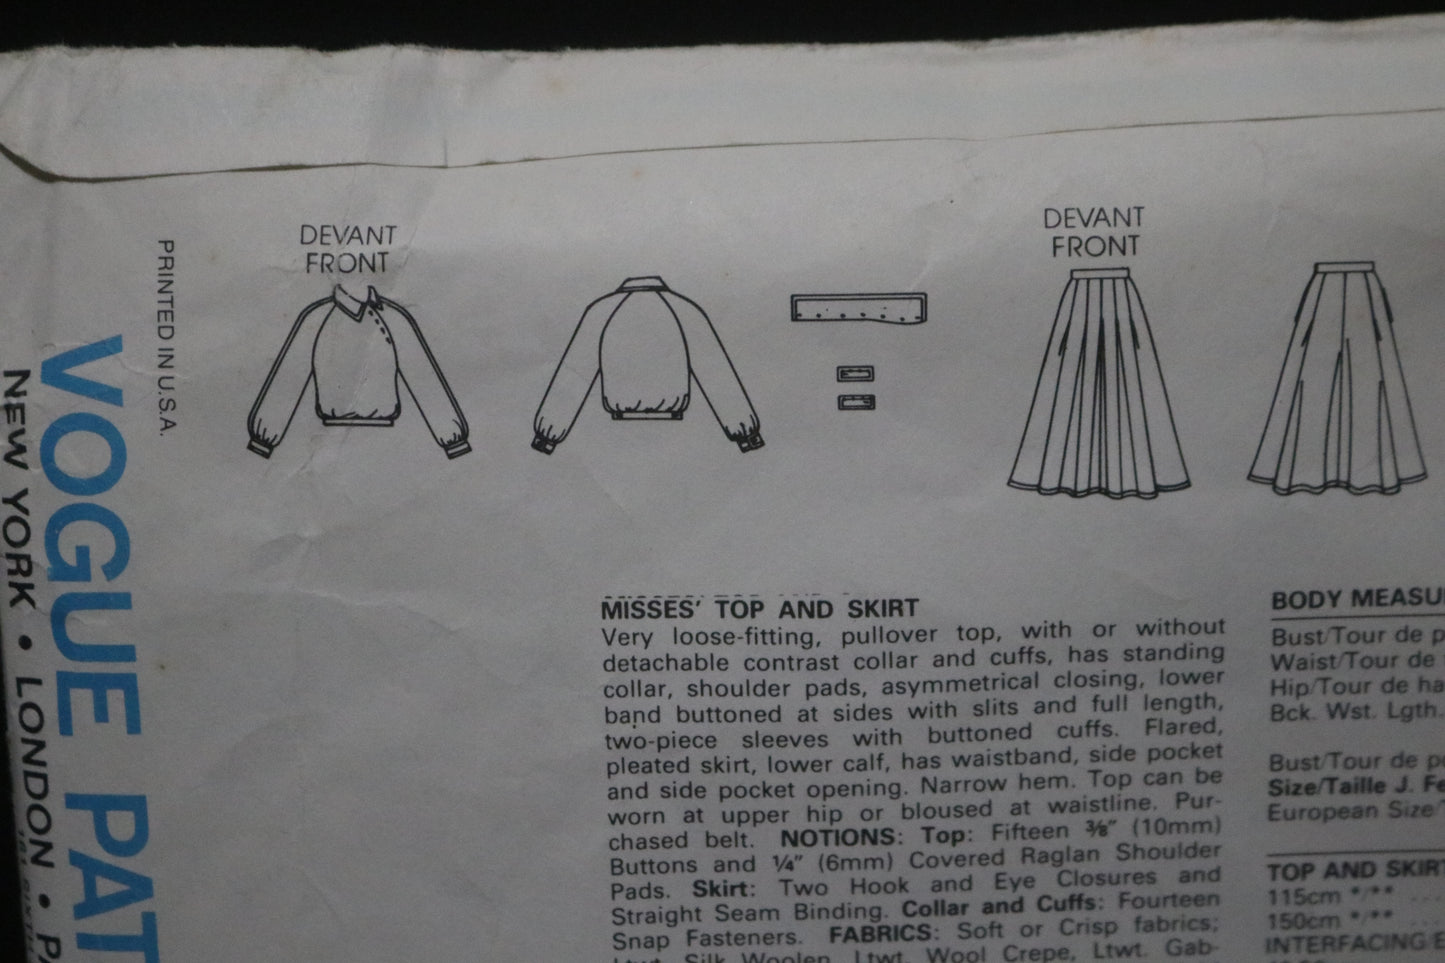 DEVANT
FRONT
DEVANT
FRONT
PRINTED IN U.S.A.
VOGUE PAT
NEW YORK • LONDON •
MISSES' TOP AND SKIRT
Very loose-fitting, pullover top, with or without
detachable contrast collar and cuffs, has standing
collar, shoulder pads, asymmetrical closing, lower
band buttoned at sides with slits and full length,
two-piece sleeves with buttoned cuffs. Flared,
pleated skirt, lower calf, has waistband, side pocket
and side pocket opening. Narrow hem. Top can be
worn at upper hip or bloused at waistline. Pur-
chased belt. NOTIONS: Top: Fifteen ⅜" (10mm)
Buttons and ¼" (6mm) Covered Raglan Shoulder
Pads. Skirt: Two Hook and Eye Closures and
Straight Seam Binding. Collar and Cuffs: Fourteen
Snap Fasteners. FABRICS: Soft or Crisp fabrics;
Silk Woolen, Ltwt. Wool Crepe, Ltwt. Gab-
BODY MEASU
Bust/Tour de p
Waist/Tour de
Hip/Tour de ha
Bck. Wst. Lgth.
Bust/Tour de p
Size/Taille J. Fe
European Size/
TOP AND SKIRT
115cm */** ....
150cm */** ....
INTERFACING/E